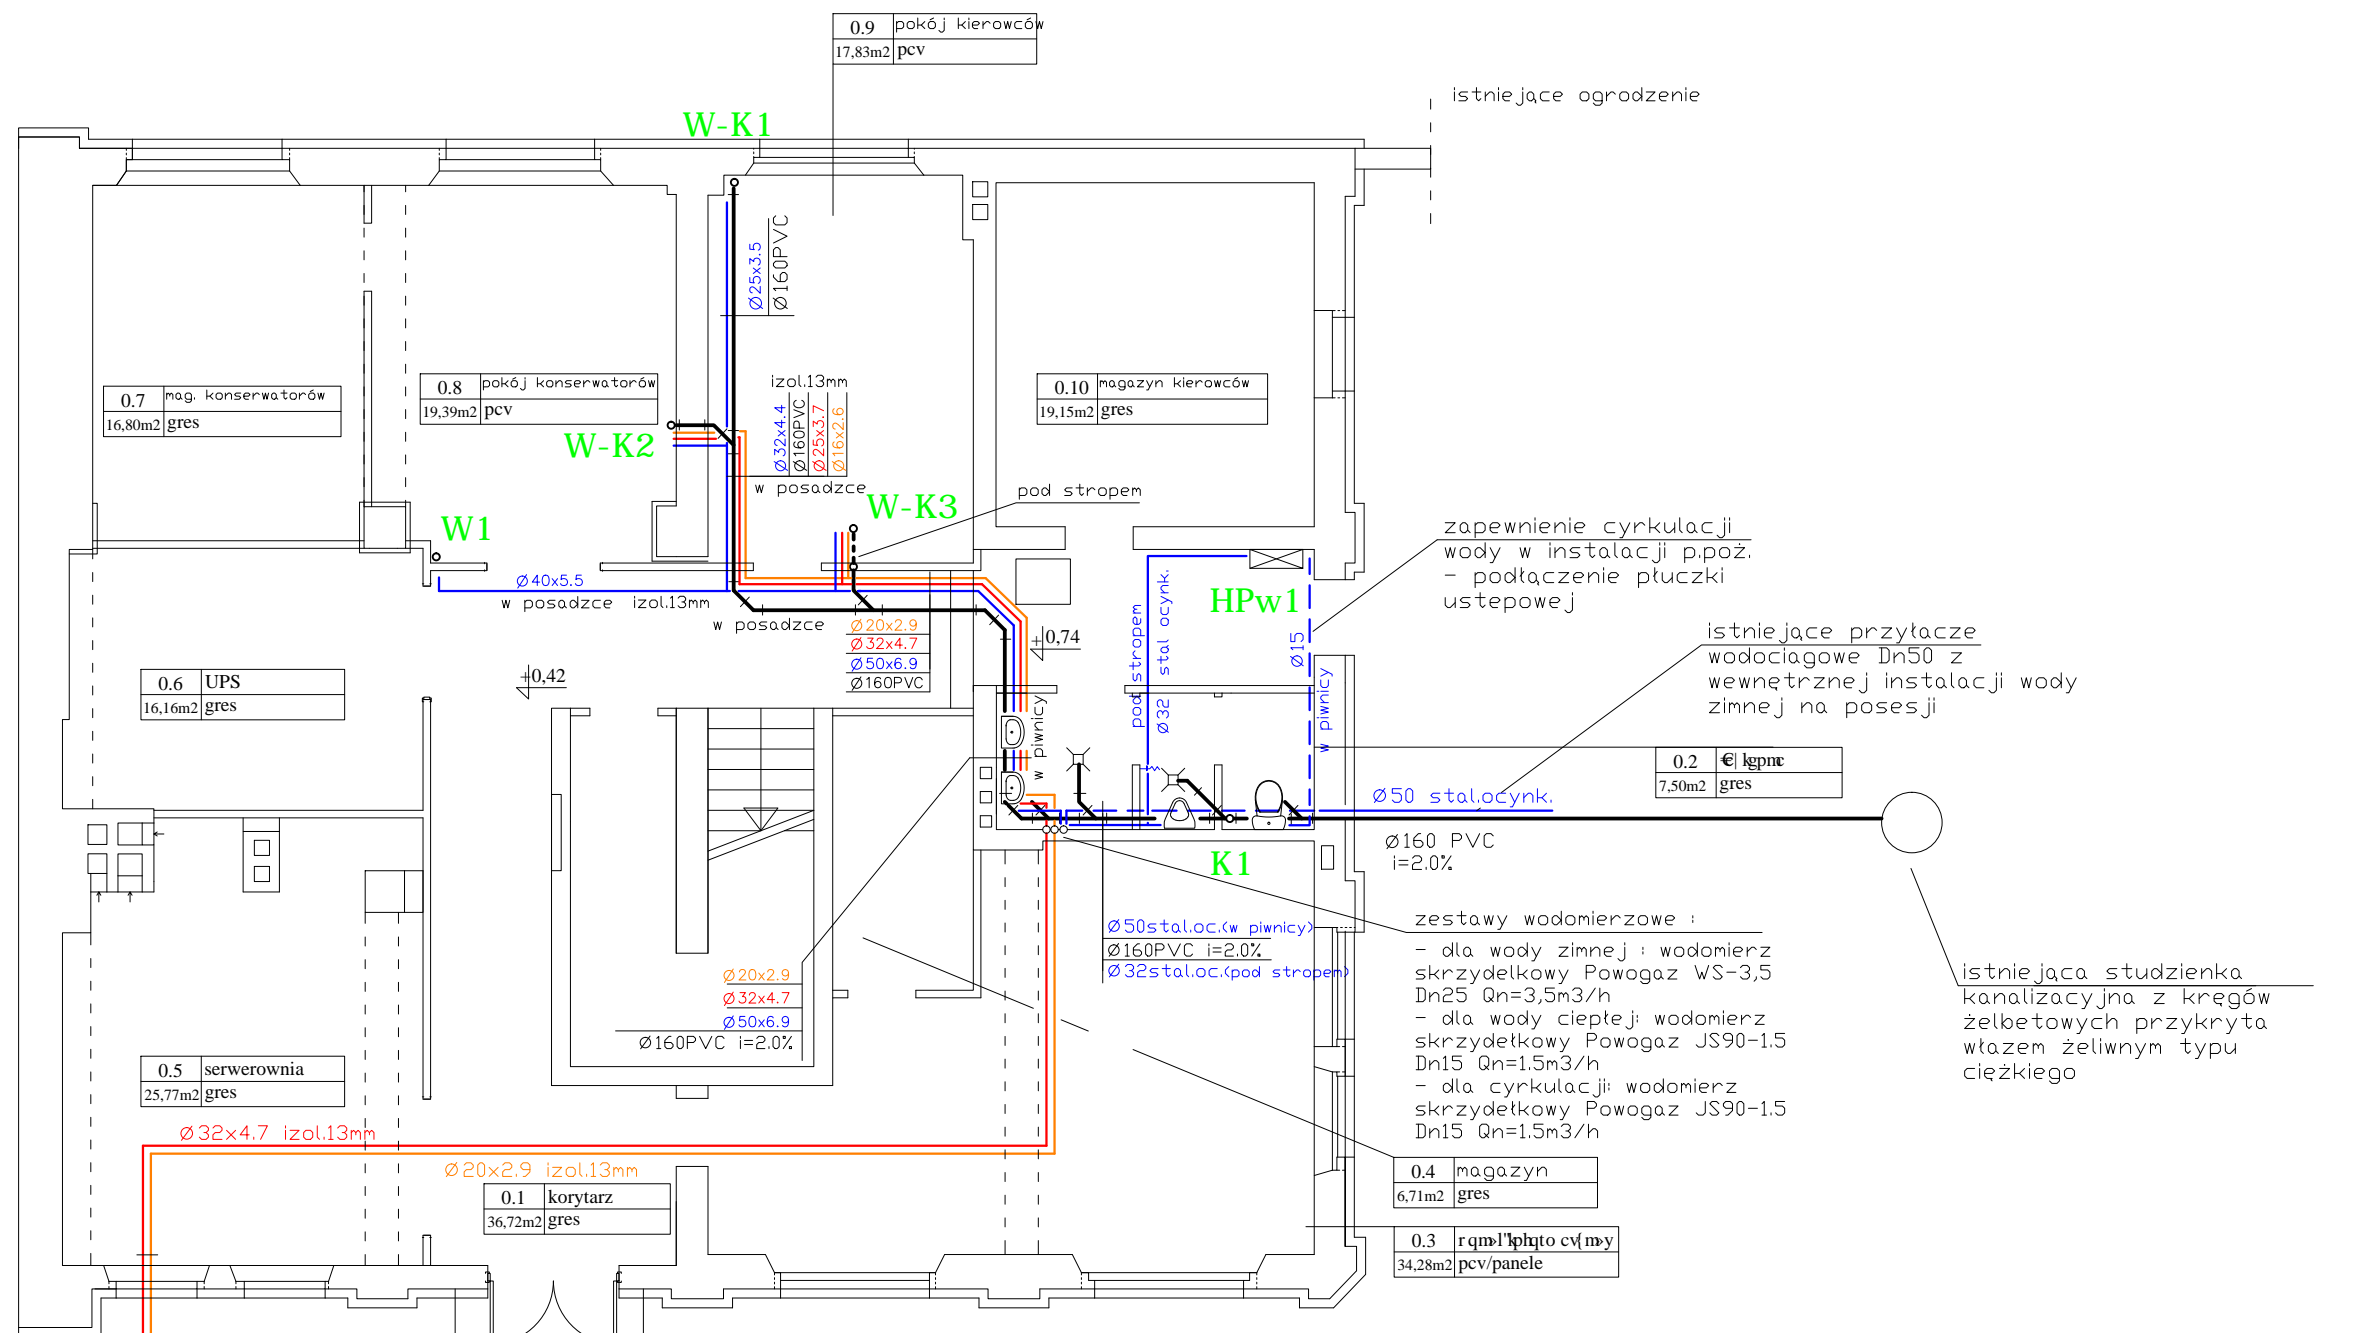 0.9 pokój kierowców
17,83m2 pcv
istniejące ogrodzenie
W-K1
Ø25x3.5
Ø160PVC
0.7 mag. konserwatorów
16,80m2 gres
0.8 pokój konserwatorów
19,39m2 pcv
izol.13mm
Ø32x4.4
Ø160PVC
Ø25x3.7
Ø16x2.6
w posadzce
0.10 magazyn kierowców
19,15m2 gres
W-K2
W-K3
pod stropem
W1
zapewnienie cyrkulacji
wody w instalacji p.poż.
- podłączenie płuczki
ustepowej
Ø40x5.5
w posadzce izol.13mm
w posadzce
HPw1
Ø20x2.9
Ø32x4.7
Ø50x6.9
Ø160PVC
+0,74
+0,42
pod stropem
Ø32 stal ocynk.
Ø15
w piwnicy
w piwnicy
istniejące przyłacze
wodociagowe Dn50 z
wewnętrznej instalacji wody
zimnej na posesji
0.6 UPS
16,16m2 gres
0.2
7,50m2 gres
Ø50 stal.ocynk.
Ø160 PVC
i=2.0%
K1
Ø50stal.oc.(w piwnicy)
Ø160PVC i=2.0%
Ø32stal.oc.(pod stropem)
zestawy wodomierzowe :
- dla wody zimnej : wodomierz
skrzydelkowy Powogaz WS-3,5
Dn25 Qn=3,5m3/h
- dla wody ciepłej: wodomierz
skrzydełkowy Powogaz JS90-1.5
Dn15 Qn=1.5m3/h
- dla cyrkulacji: wodomierz
skrzydełkowy Powogaz JS90-1.5
Dn15 Qn=1.5m3/h
istniejąca studzienka
kanalizacyjna z kręgów
żelbetowych przykryta
włazem żeliwnym typu
ciężkiego
Ø20x2.9
Ø32x4.7
Ø50x6.9
Ø160PVC i=2.0%
0.5 serwerownia
25,77m2 gres
Ø32x4.7 izol.13mm
Ø20x2.9 izol.13mm
0.1 korytarz
36,72m2 gres
0.4 magazyn
6,71m2 gres
0.3
34,28m2 pcv/panele